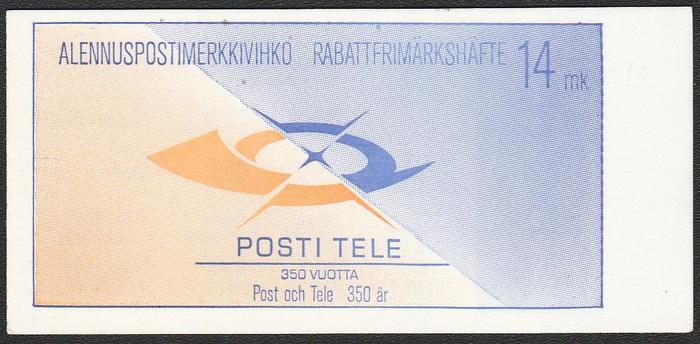 ALENNUSPOSTIMERKKIVIHKO RABATTFRIMÄRKSHÄFTE 14 mk
POSTI TELE
350 VUOTTA
Post och Tele 350 år